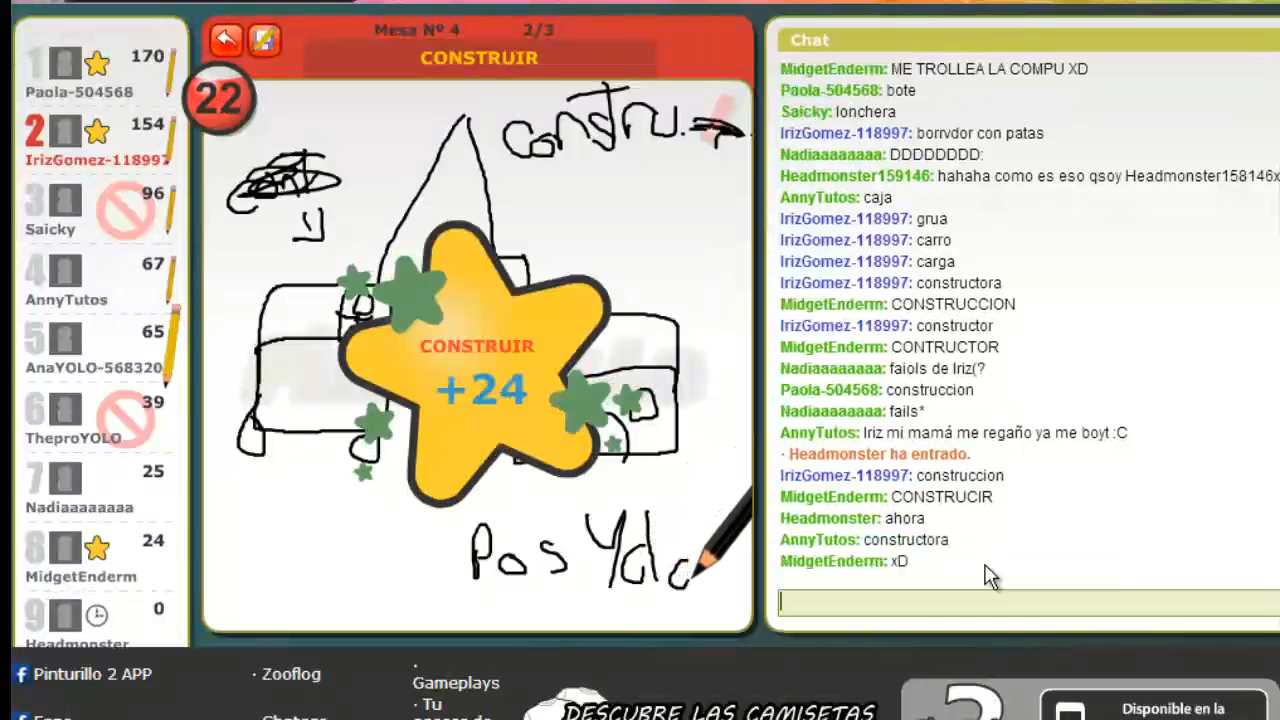 Mesa Nº 4
2/3
CONSTRUIR
22
1
170
Paola-504568
2
154
IrizGomez-118997
3
96
Saicky
4
67
AnnyTutos
5
65
AnaYOLO-568320
6
39
TheproYOLO
7
25
Nadiaaaaaaaa
8
24
MidgetEnderm
9
0
Headmonster
constru.
CONSTRUIR
+24
Pos Yolo
Chat
MidgetEnderm: ME TROLLEA LA COMPU XD
Paola-504568: bote
Saicky: lonchera
IrizGomez-118997: borrvdor con patas
Nadiaaaaaaaa: DDDDDDDD:
Headmonster159146: hahaha como es eso qsoy Headmonster158146x
AnnyTutos: caja
IrizGomez-118997: grua
IrizGomez-118997: carro
IrizGomez-118997: carga
IrizGomez-118997: constructora
MidgetEnderm: CONSTRUCCION
IrizGomez-118997: constructor
MidgetEnderm: CONTRUCTOR
Nadiaaaaaaaa: faiols de Iriz(?
Paola-504568: construccion
Nadiaaaaaaaa: fails*
AnnyTutos: Iriz mi mamá me regaño ya me boyt :C
· Headmonster ha entrado.
IrizGomez-118997: construccion
MidgetEnderm: CONSTRUCIR
Headmonster: ahora
AnnyTutos: constructora
MidgetEnderm: xD
Pinturillo 2 APP
· Zooflog
· Gameplays
· Tu
DESCUBRE LAS CAMISETAS
Disponible en la